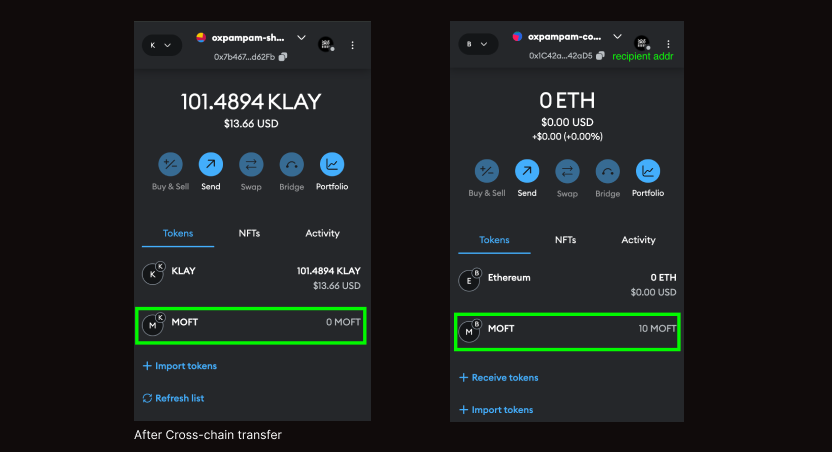 K
oxpampam-sh...
0x7b467...d62Fb
101.4894 KLAY
$13.66 USD
Buy & Sell
Send
Swap
Bridge
Portfolio
Tokens
NFTs
Activity
K
K
KLAY
101.4894 KLAY
$13.66 USD
M
K
MOFT
0 MOFT
+ Import tokens
Refresh list
After Cross-chain transfer
B
oxpampam-co...
0x1C42a...42aD5
recipient addr
0 ETH
$0.00 USD
+$0.00 (+0.00%)
Buy & Sell
Send
Swap
Bridge
Portfolio
Tokens
NFTs
Activity
E
B
Ethereum
0 ETH
$0.00 USD
M
B
MOFT
10 MOFT
+ Receive tokens
+ Import tokens